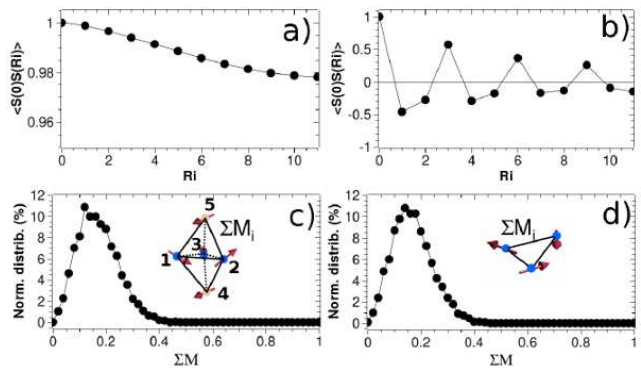 1
0.98
0.96
<S(0)S(Ri)>
a)
0 2 4 6 8 10
Ri
1
0.5
0
-0.5
-1
<S(0)S(Ri)>
b)
0 2 4 6 8 10
Ri
12
10
8
6
4
2
0
Norm. distrib. (%)
c)
5
ΣMi
3
1
2
4
0 0.2 0.4 0.6 0.8 1
ΣM
12
10
8
6
4
2
0
Norm. distrib. (%)
d)
ΣMi
0 0.2 0.4 0.6 0.8 1
ΣM